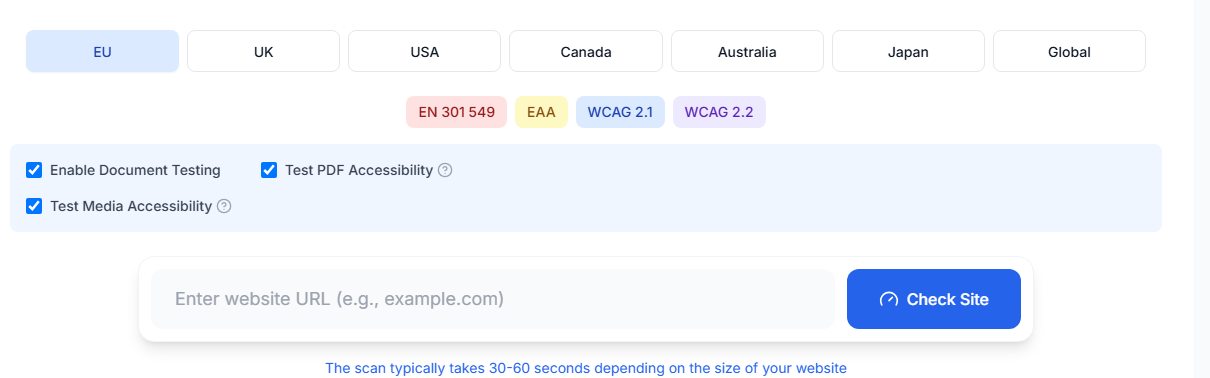 EU UK USA Canada Australia Japan Global
EN 301 549 EAA WCAG 2.1 WCAG 2.2
Enable Document Testing Test PDF Accessibility ?
Test Media Accessibility ?
Enter website URL (e.g., example.com) Check Site
The scan typically takes 30-60 seconds depending on the size of your website